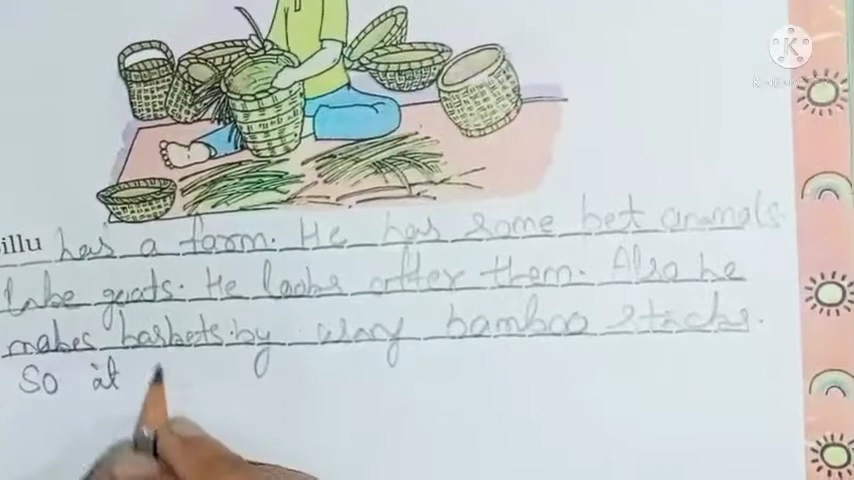 illu has a farm. He has some bet animals
like goats. He looks after them. Also he
makes baskets.by using bamboo sticks.
So it